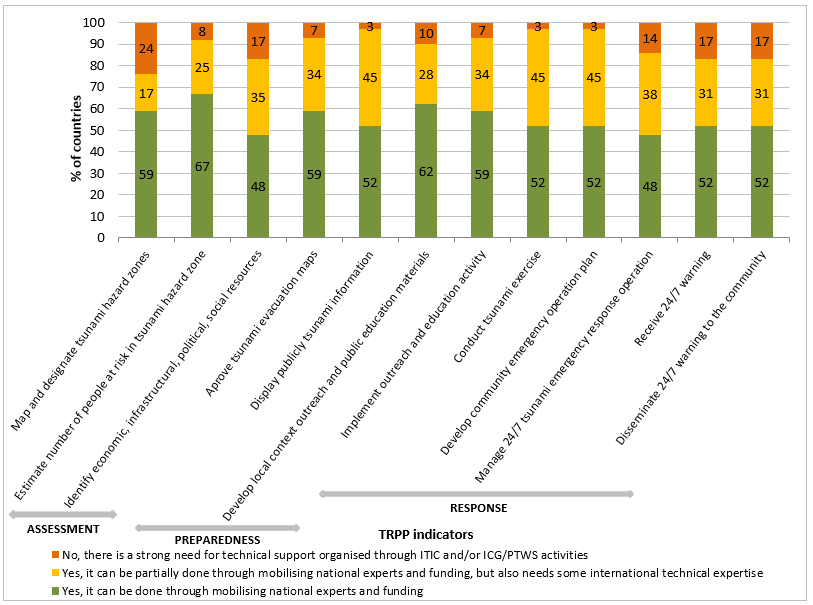 % of countries
100
90
80
70
60
50
40
30
20
10
0
24 8 17 7 3 10 7 3 3 14 17 17
17 25 35 34 45 28 34 45 45 38 31 31
59 67 48 59 52 62 59 52 52 48 52 52
Map and designate tsunami hazard zones
Estimate number of people at risk in tsunami hazard zone
Identify economic, infrastructural, political, social resources
Aprove tsunami evacuation maps
Display publicly tsunami information
Develop local context outreach and public education materials
Implement outreach and education activity
Conduct tsunami exercise
Develop community emergency operation plan
Manage 24/7 tsunami emergency response operation
Receive 24/7 warning
Disseminate 24/7 warning to the community
ASSESSMENT
PREPAREDNESS
RESPONSE
TRPP indicators
No, there is a strong need for technical support organised through ITIC and/or ICG/PTWS activities
Yes, it can be partially done through mobilising national experts and funding, but also needs some international technical expertise
Yes, it can be done through mobilising national experts and funding